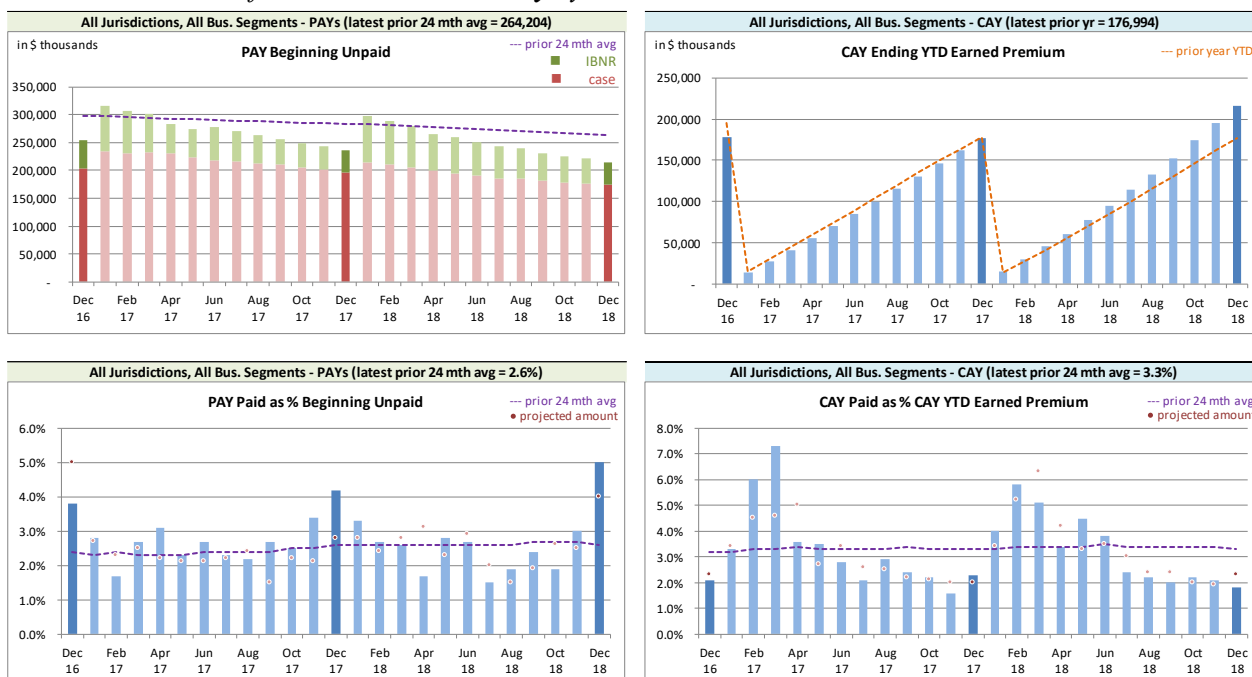 All Jurisdictions, All Bus. Segments - PAYs (latest prior 24 mth avg = 264,204)
in $ thousands
PAY Beginning Unpaid
--- prior 24 mth avg
IBNR
case
350,000
300,000
250,000
200,000
150,000
100,000
50,000
-
Dec Feb Apr Jun Aug Oct Dec Feb Apr Jun Aug Oct Dec
16 17 17 17 17 17 17 18 18 18 18 18 18
All Jurisdictions, All Bus. Segments - CAY (latest prior yr = 176,994)
in $ thousands
CAY Ending YTD Earned Premium
--- prior year YTD
250,000
200,000
150,000
100,000
50,000
-
Dec Feb Apr Jun Aug Oct Dec Feb Apr Jun Aug Oct Dec
16 17 17 17 17 17 17 18 18 18 18 18 18
All Jurisdictions, All Bus. Segments - PAYs (latest prior 24 mth avg = 2.6%)
PAY Paid as % Beginning Unpaid
--- prior 24 mth avg
• projected amount
6.0%
5.0%
4.0%
3.0%
2.0%
1.0%
0.0%
Dec Feb Apr Jun Aug Oct Dec Feb Apr Jun Aug Oct Dec
16 17 17 17 17 17 17 18 18 18 18 18 18
All Jurisdictions, All Bus. Segments - CAY (latest prior 24 mth avg = 3.3%)
CAY Paid as % CAY YTD Earned Premium
--- prior 24 mth avg
• projected amount
8.0%
7.0%
6.0%
5.0%
4.0%
3.0%
2.0%
1.0%
0.0%
Dec Feb Apr Jun Aug Oct Dec Feb Apr Jun Aug Oct Dec
16 17 17 17 17 17 17 18 18 18 18 18 18